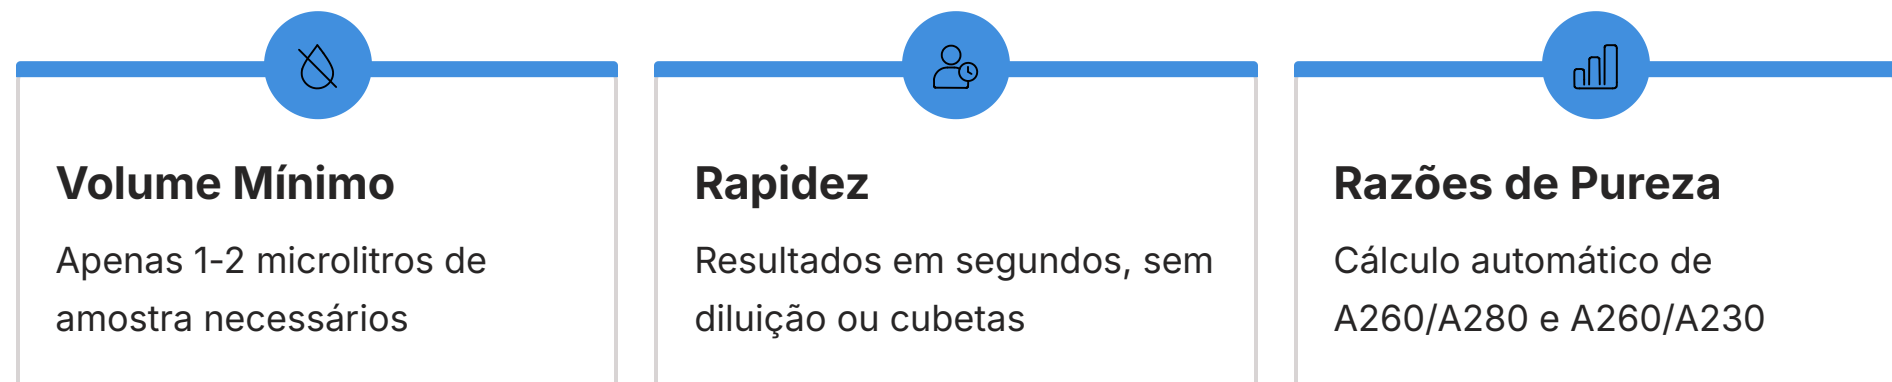 Volume Mínimo
Apenas 1-2 microlitros de
amostra necessários
Rapidez
Resultados em segundos, sem
diluição ou cubetas
Razões de Pureza
Cálculo automático de
A260/A280 e A260/A230